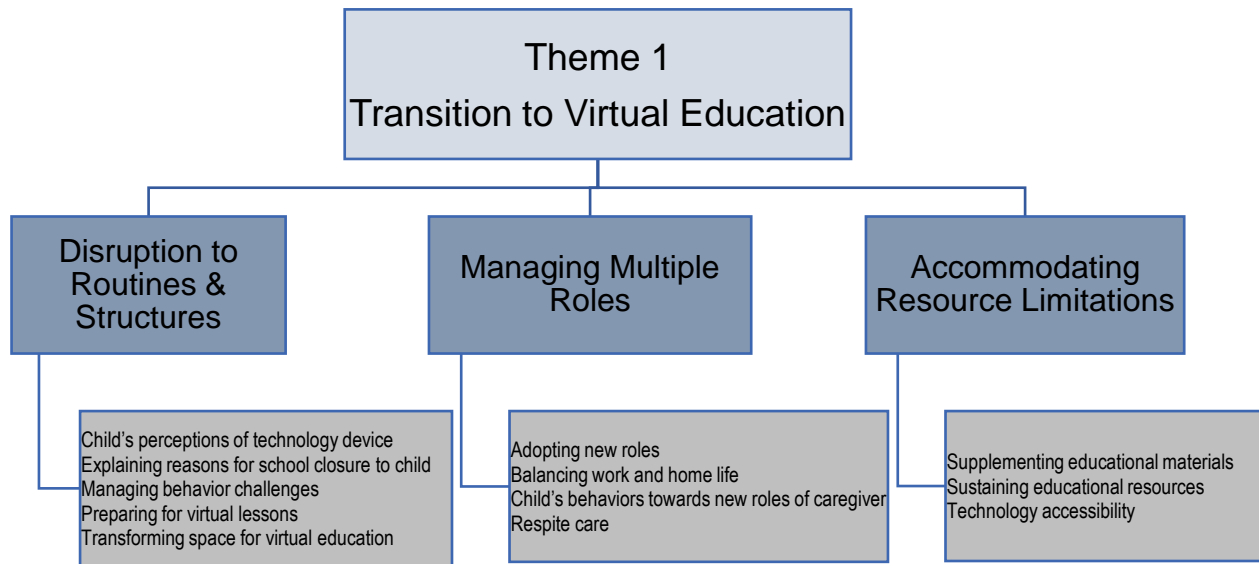 Theme 1
Transition to Virtual Education
Disruption to
Routines &
Structures
Managing Multiple
Roles
Accommodating
Resource Limitations
Child’s perceptions of technology device
Explaining reasons for school closure to child
Managing behavior challenges
Preparing for virtual lessons
Transforming space for virtual education
Adopting new roles
Balancing work and home life
Child’s behaviors towards new roles of caregiver
Respite care
Supplementing educational materials
Sustaining educational resources
Technology accessibility